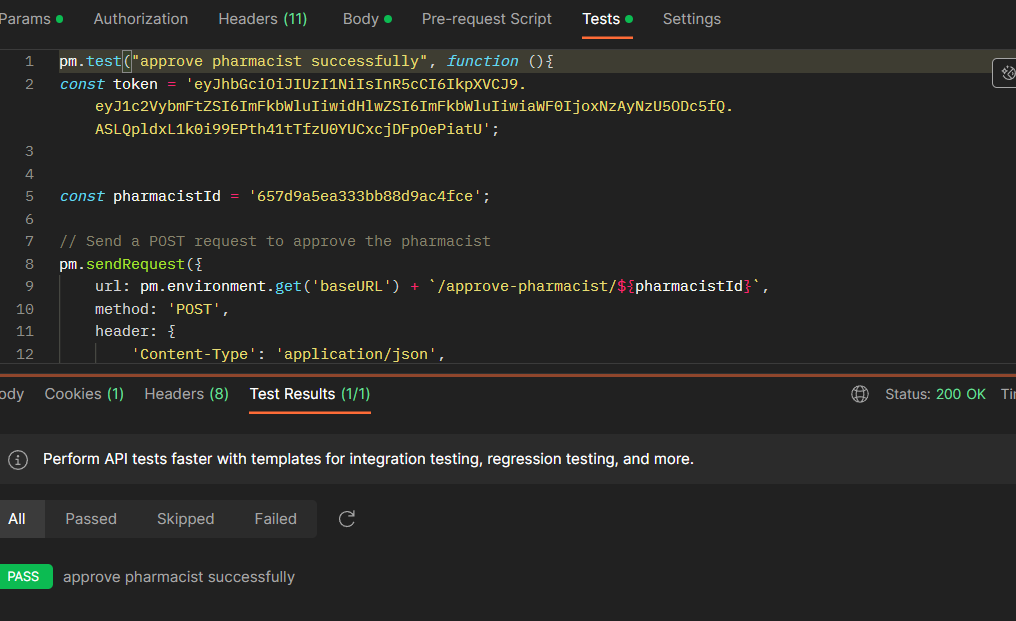 Params Authorization Headers (11) Body Pre-request Script Tests Settings
1 pm.test("approve pharmacist successfully", function (){
2 const token = 'eyJhbGciOiJIUzI1NiIsInR5cCI6IkpXVCJ9.
eyJ1c2VybmFtZSI6ImFkbWluIiwidHlwZSI6ImFkbWluIiwiaWF0IjoxNzAyNzU5ODc5fQ.
ASLQpldxL1k0i99EPth41tTfzU0YUCxcjDFpOePiatU';
3
4
5 const pharmacistId = '657d9a5ea333bb88d9ac4fce';
6
7 // Send a POST request to approve the pharmacist
8 pm.sendRequest({
9 url: pm.environment.get('baseURL') + `/approve-pharmacist/${pharmacistId}`,
10 method: 'POST',
11 header: {
12 'Content-Type': 'application/json',
ody Cookies (1) Headers (8) Test Results (1/1) Status: 200 OK Ti
Perform API tests faster with templates for integration testing, regression testing, and more.
All Passed Skipped Failed
PASS approve pharmacist successfully